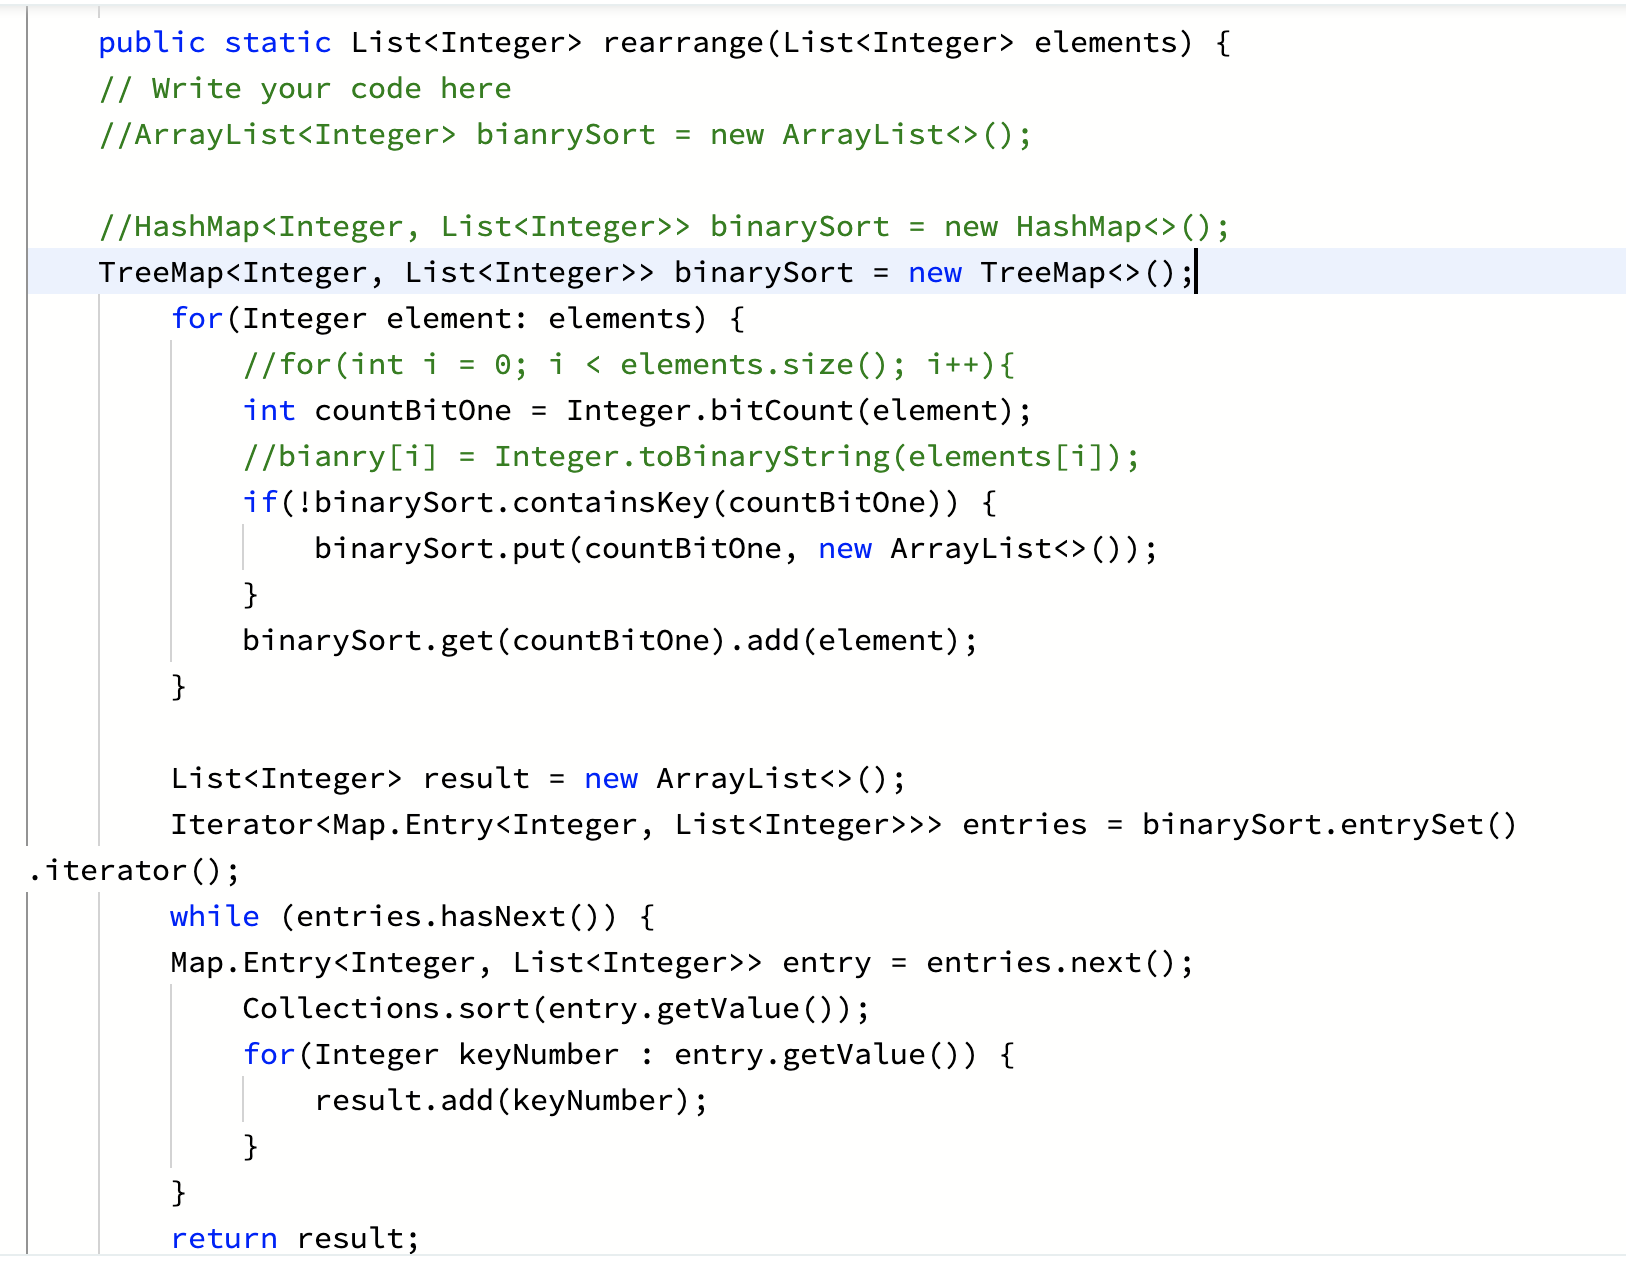 public static List<Integer> rearrange(List<Integer> elements) {
// Write your code here
//ArrayList<Integer> bianrySort = new ArrayList<>();
//HashMap<Integer, List<Integer>> binarySort = new HashMap<>();
TreeMap<Integer, List<Integer>> binarySort = new TreeMap<>();
for(Integer element: elements) {
//for(int i = 0; i < elements.size(); i++){
int countBitOne = Integer.bitCount(element);
//bianry[i] = Integer.toBinaryString(elements[i]);
if(!binarySort.containsKey(countBitOne)) {
binarySort.put(countBitOne, new ArrayList<>());
}
binarySort.get(countBitOne).add(element);
}
List<Integer> result = new ArrayList<>();
Iterator<Map.Entry<Integer, List<Integer>>> entries = binarySort.entrySet()
.iterator();
while (entries.hasNext()) {
Map.Entry<Integer, List<Integer>> entry = entries.next();
Collections.sort(entry.getValue());
for(Integer keyNumber : entry.getValue()) {
result.add(keyNumber);
}
}
return result;